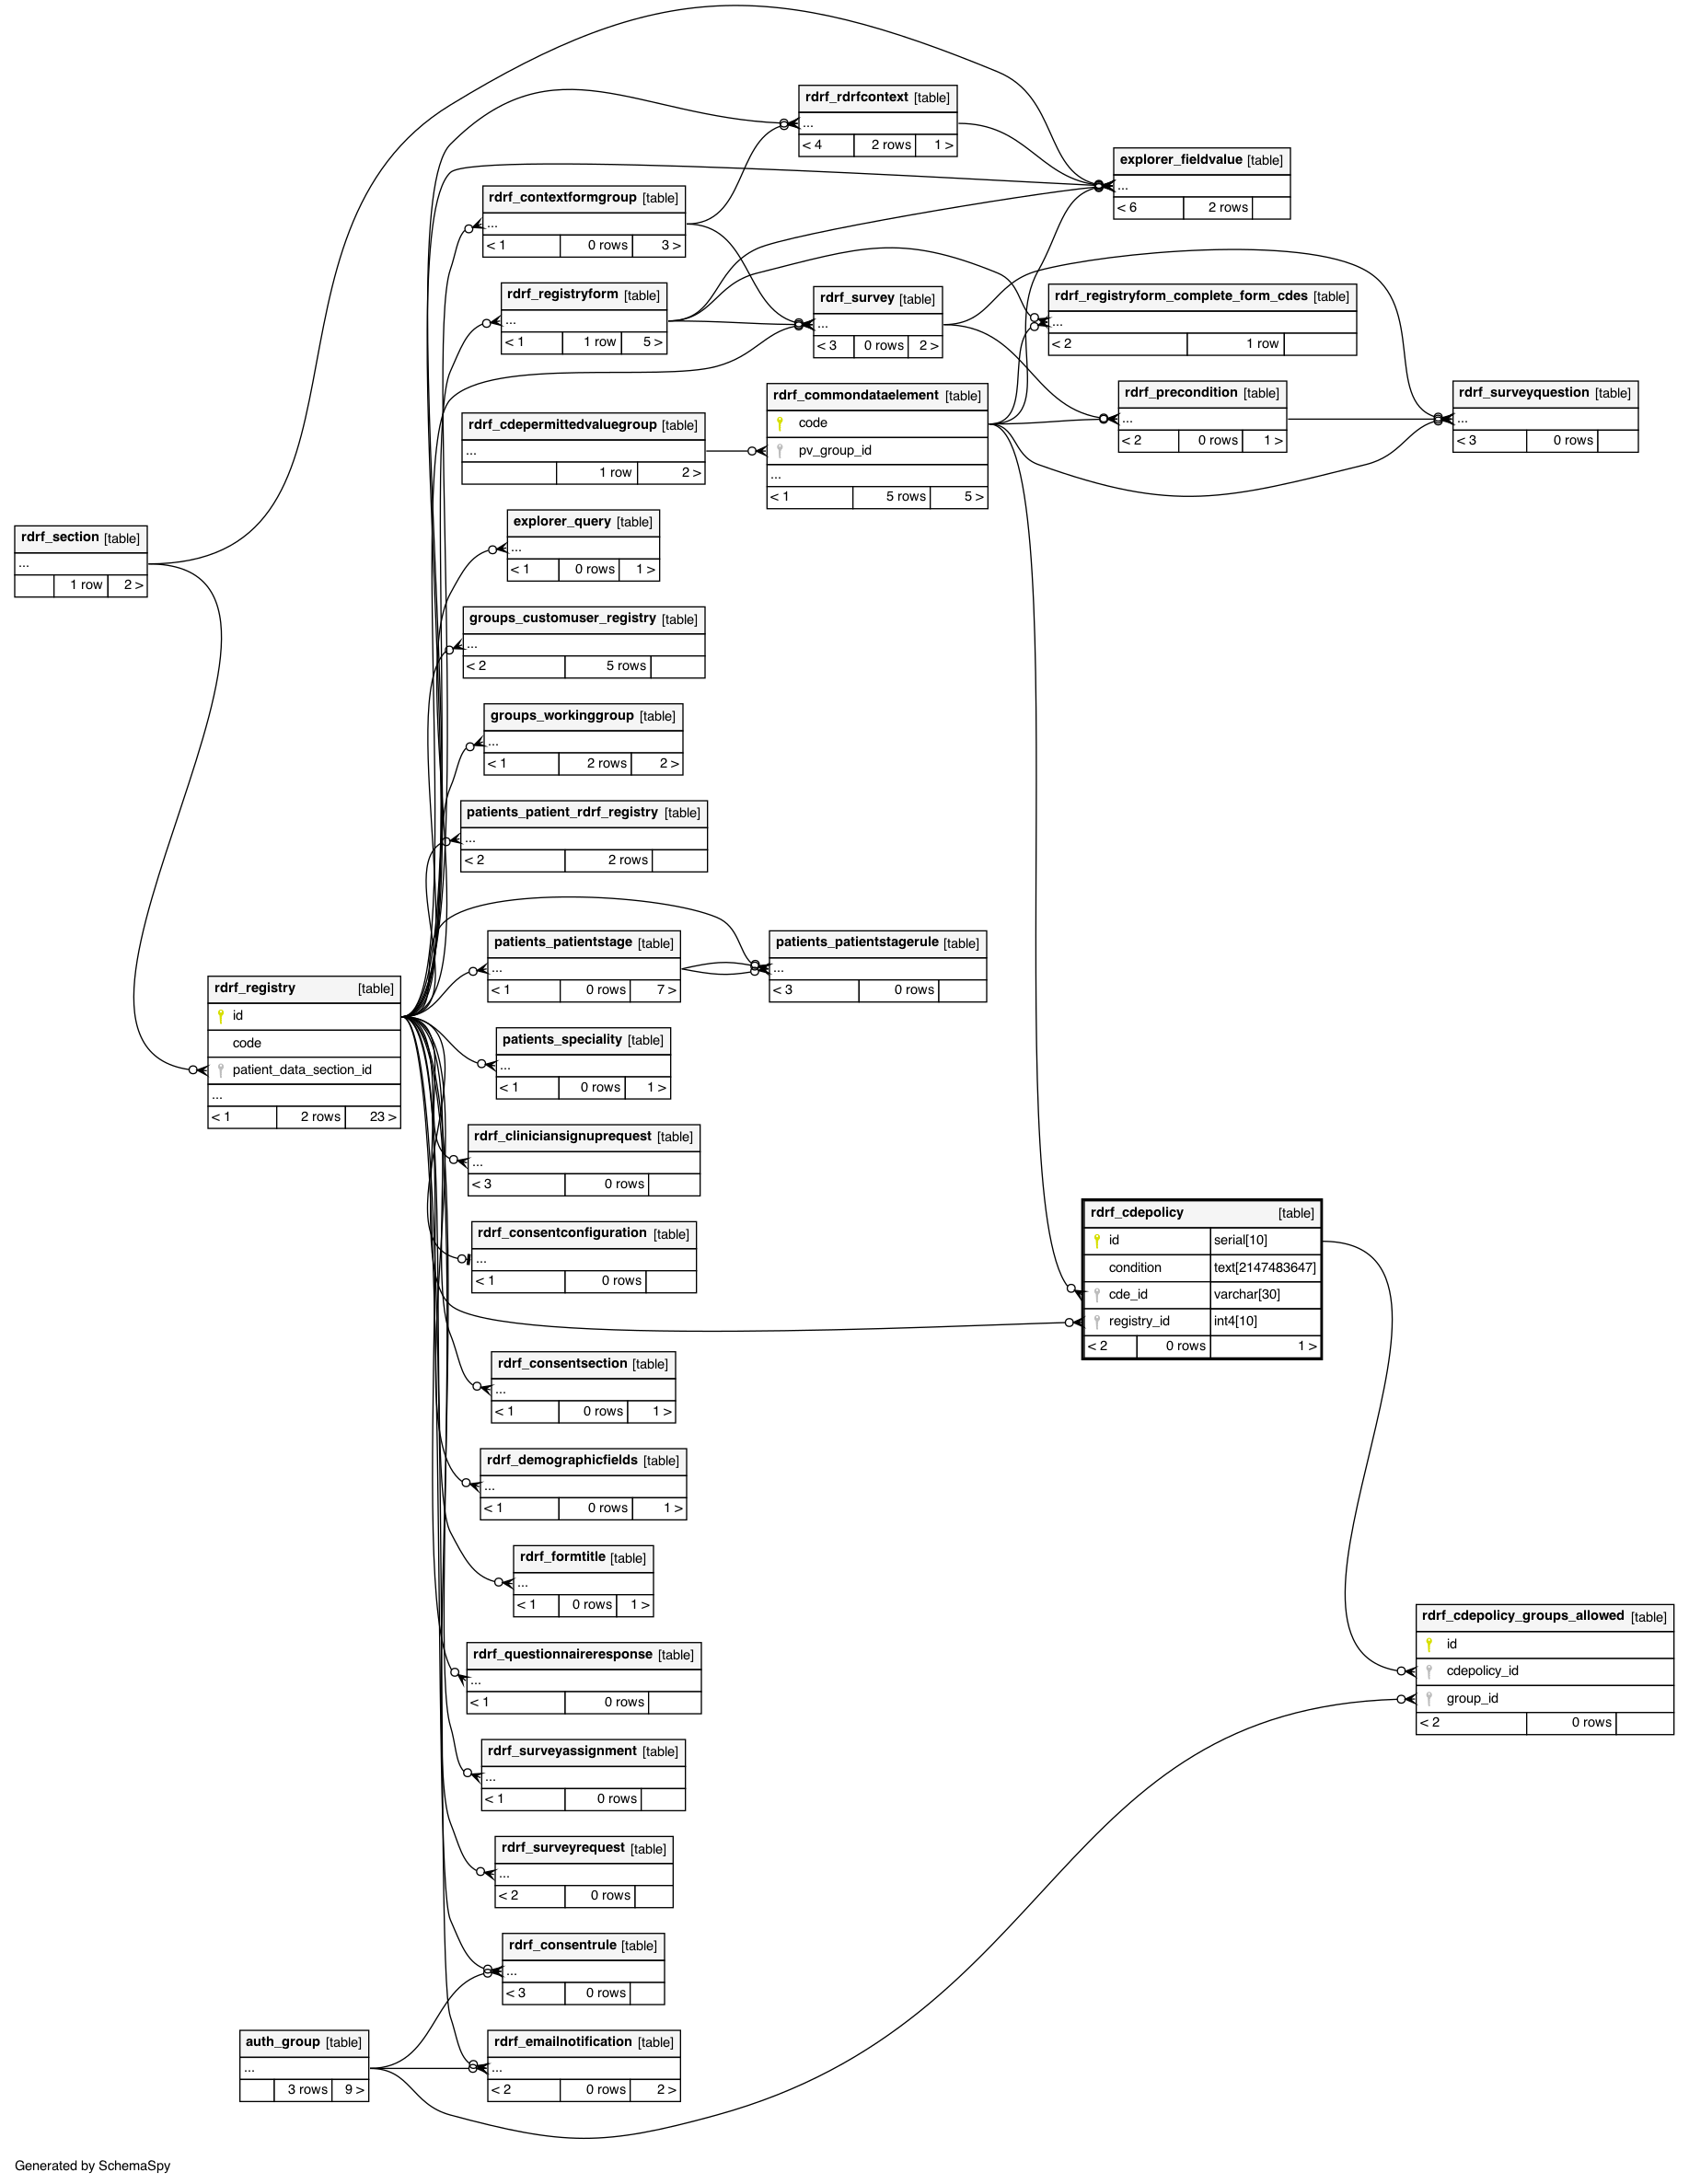 rdrf_rdrfcontext [table]
...
< 4 2 rows 1 >
explorer_fieldvalue [table]
...
< 6 2 rows
rdrf_contextformgroup [table]
...
< 1 0 rows 3 >
rdrf_registryform [table]
...
< 1 1 row 5 >
rdrf_survey [table]
...
< 3 0 rows 2 >
rdrf_registryform_complete_form_cdes [table]
...
< 2 1 row
rdrf_commondataelement [table]
code
pv_group_id
...
< 1 5 rows 5 >
rdrf_precondition [table]
...
< 2 0 rows 1 >
rdrf_surveyquestion [table]
...
< 3 0 rows
rdrf_cdepermittedvaluegroup [table]
...
1 row 2 >
explorer_query [table]
...
< 1 0 rows 1 >
rdrf_section [table]
...
1 row 2 >
groups_customuser_registry [table]
...
< 2 5 rows
groups_workinggroup [table]
...
< 1 2 rows 2 >
patients_patient_rdrf_registry [table]
...
< 2 2 rows
patients_patientstage [table]
...
< 1 0 rows 7 >
patients_patientstagerule [table]
...
< 3 0 rows
rdrf_registry [table]
id
code
patient_data_section_id
...
< 1 2 rows 23 >
patients_speciality [table]
...
< 1 0 rows 1 >
rdrf_cliniciansignuprequest [table]
...
< 3 0 rows
rdrf_consentconfiguration [table]
...
< 1 0 rows
rdrf_cdepolicy [table]
id serial[10]
condition text[2147483647]
cde_id varchar[30]
registry_id int4[10]
< 2 0 rows 1 >
rdrf_consentsection [table]
...
< 1 0 rows 1 >
rdrf_demographicfields [table]
...
< 1 0 rows 1 >
rdrf_formtitle [table]
...
< 1 0 rows 1 >
rdrf_cdepolicy_groups_allowed [table]
id
cdepolicy_id
group_id
< 2 0 rows
rdrf_questionnaireresponse [table]
...
< 1 0 rows
rdrf_surveyassignment [table]
...
< 1 0 rows
rdrf_surveyrequest [table]
...
< 2 0 rows
rdrf_consentrule [table]
...
< 3 0 rows
auth_group [table]
...
3 rows 9 >
rdrf_emailnotification [table]
...
< 2 0 rows 2 >
Generated by SchemaSpy